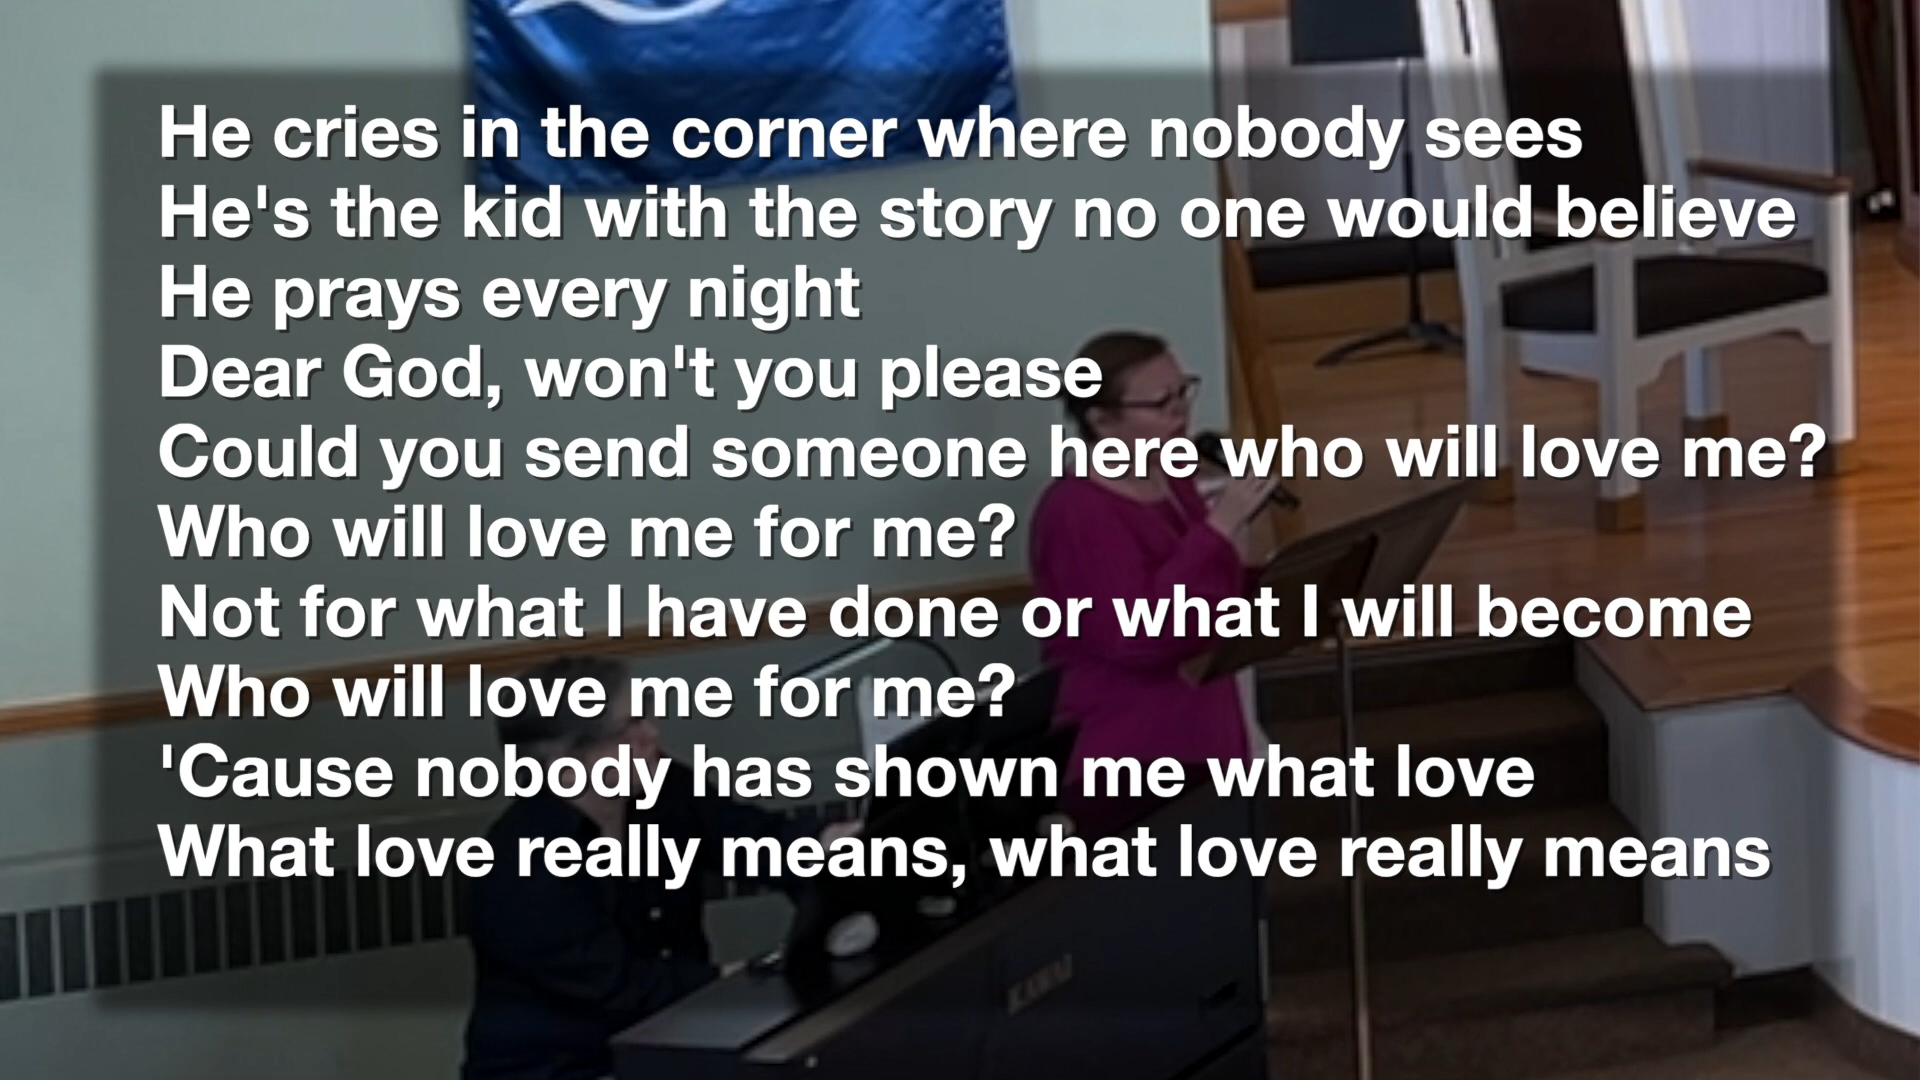 He cries in the corner where nobody sees
He's the kid with the story no one would believe
He prays every night
Dear God, won't you please
Could you send someone here who will love me?
Who will love me for me?
Not for what I have done or what I will become
Who will love me for me?
'Cause nobody has shown me what love
What love really means, what love really means
KAWAI